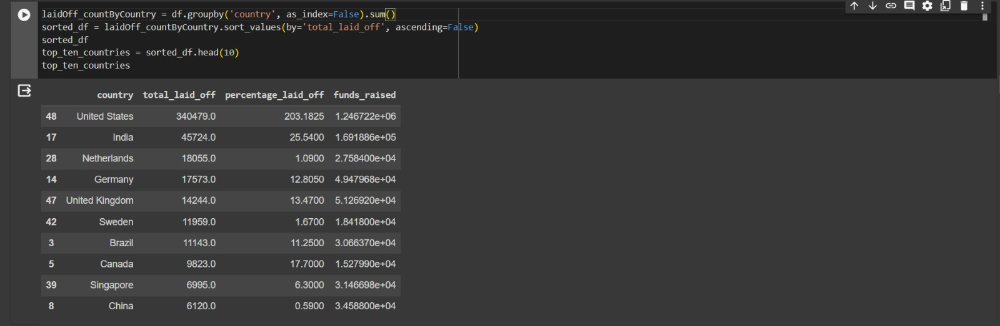 laidOff_countByCountry = df.groupby('country', as_index=False).sum()
sorted_df = laidOff_countByCountry.sort_values(by='total_laid_off', ascending=False)
sorted_df
top_ten_countries = sorted_df.head(10)
top_ten_countries
country total_laid_off percentage_laid_off funds_raised
48 United States 340479.0 203.1825 1.246722e+06
17 India 45724.0 25.5400 1.691886e+05
28 Netherlands 18055.0 1.0900 2.758400e+04
14 Germany 17573.0 12.8050 4.947968e+04
47 United Kingdom 14244.0 13.4700 5.126920e+04
42 Sweden 11959.0 1.6700 1.841800e+04
3 Brazil 11143.0 11.2500 3.066370e+04
5 Canada 9823.0 17.7000 1.527990e+04
39 Singapore 6995.0 6.3000 3.146698e+04
8 China 6120.0 0.5900 3.458800e+04